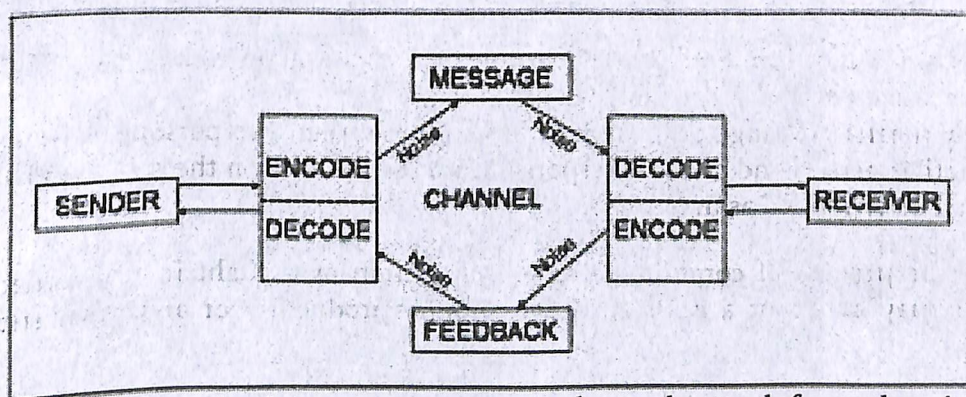 MESSAGE
Noise Noise
ENCODE DECODE
SENDER CHANNEL RECEIVER
DECODE ENCODE
Noise Noise
FEEDBACK